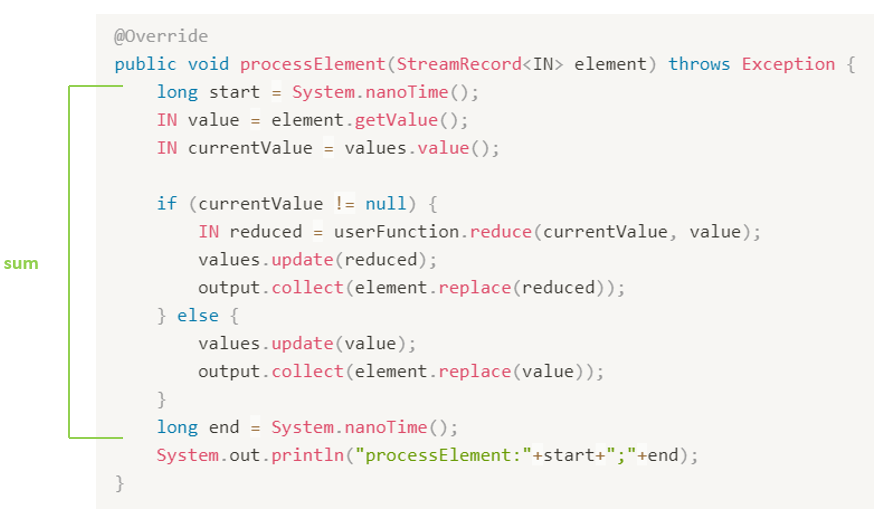 @Override
public void processElement(StreamRecord<IN> element) throws Exception {
    long start = System.nanoTime();
    IN value = element.getValue();
    IN currentValue = values.value();

    if (currentValue != null) {
        IN reduced = userFunction.reduce(currentValue, value);
        values.update(reduced);
sum
        output.collect(element.replace(reduced));
    } else {
        values.update(value);
        output.collect(element.replace(value));
    }
    long end = System.nanoTime();
    System.out.println("processElement:"+start+";"+end);
}